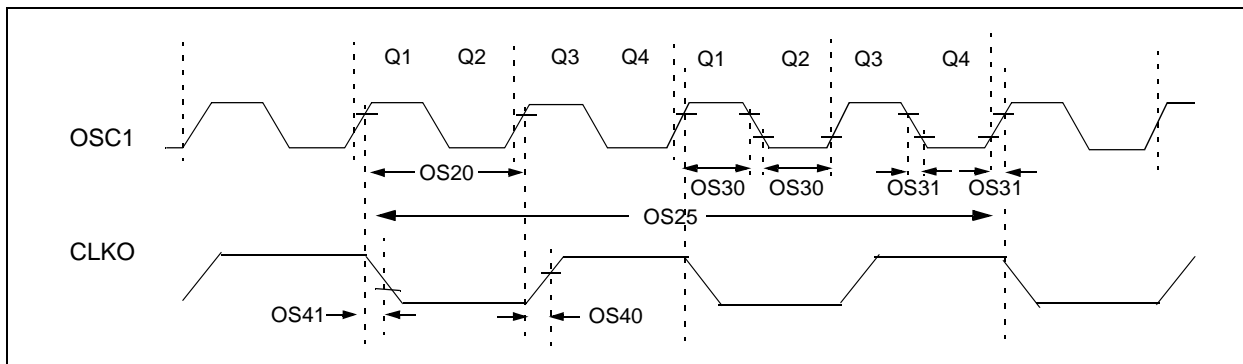 Q1 Q2 Q3 Q4 Q1 Q2 Q3 Q4
OSC1
OS20 OS30 OS30 OS31 OS31
OS25
CLKO
OS41 OS40